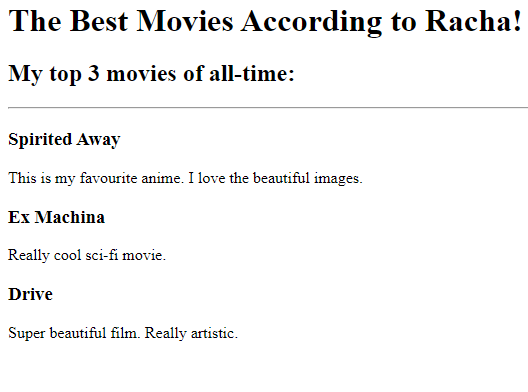 The Best Movies According to Racha!
My top 3 movies of all-time:
Spirited Away
This is my favourite anime. I love the beautiful images.
Ex Machina
Really cool sci-fi movie.
Drive
Super beautiful film. Really artistic.